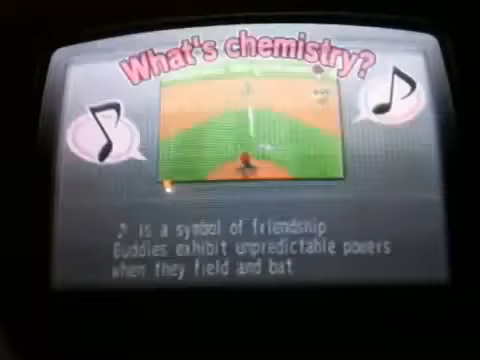 What's chemistry?
♪ is a symbol of friendship
Buddies exhibit unpredictable powers
when they field and bat